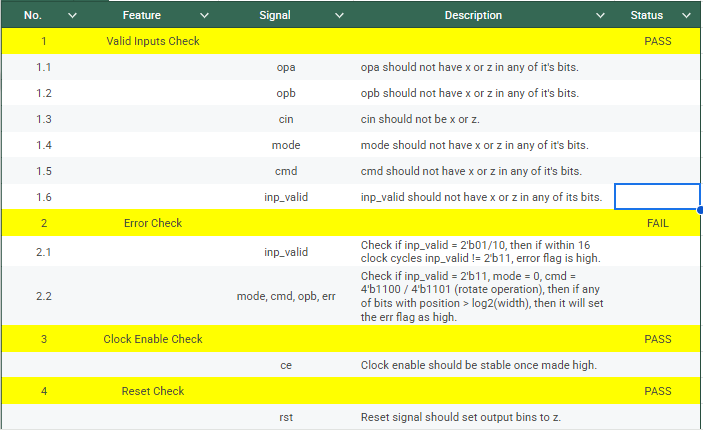 No. Feature Signal Description Status
1 Valid Inputs Check PASS
1.1 opa opa should not have x or z in any of it's bits.
1.2 opb opb should not have x or z in any of it's bits.
1.3 cin cin should not be x or z.
1.4 mode mode should not have x or z in any of it's bits.
1.5 cmd cmd should not have x or z in any of it's bits.
1.6 inp_valid inp_valid should not have x or z in any of its bits.
2 Error Check FAIL
2.1 inp_valid Check if inp_valid = 2'b01/10, then if within 16
clock cycles inp_valid != 2'b11, error flag is high.
2.2 mode, cmd, opb, err Check if inp_valid = 2'b11, mode = 0, cmd =
4'b1100 / 4'b1101 (rotate operation), then if any
of bits with position > log2(width), then it will set
the err flag as high.
3 Clock Enable Check PASS
ce Clock enable should be stable once made high.
4 Reset Check PASS
rst Reset signal should set output bins to z.